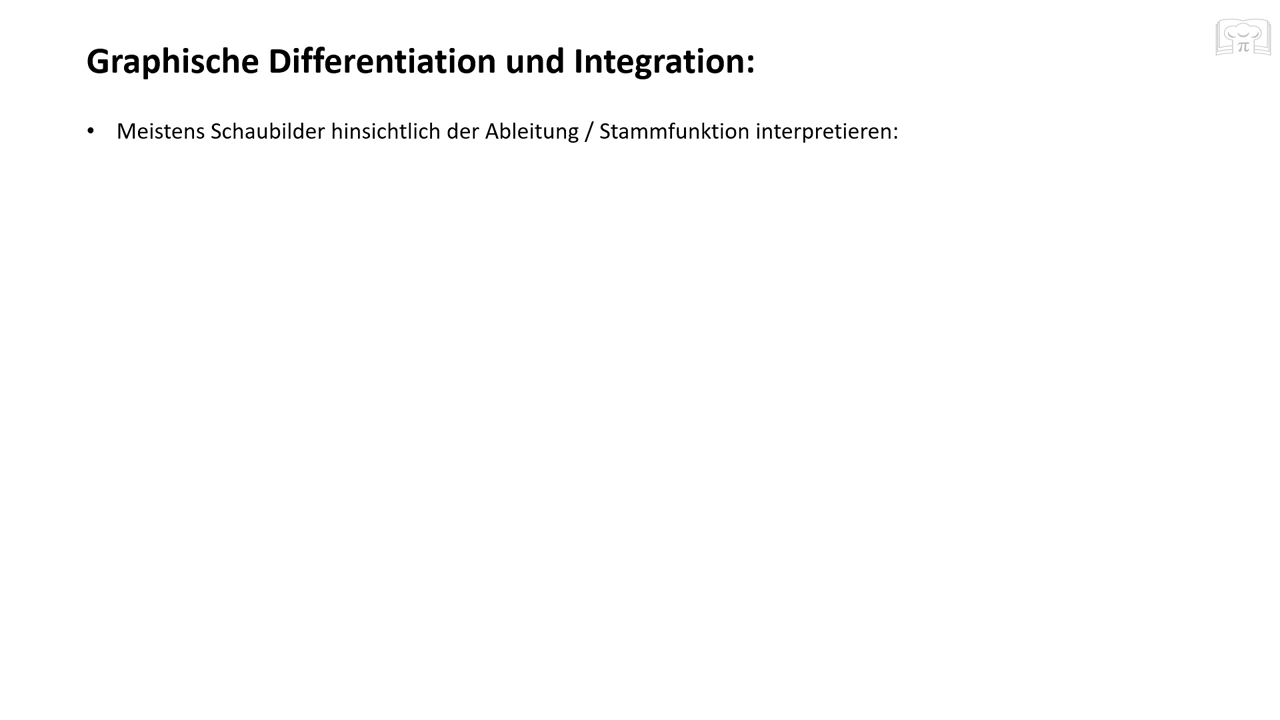 Graphische Differentiation und Integration:
• Meistens Schaubilder hinsichtlich der Ableitung / Stammfunktion interpretieren:
π